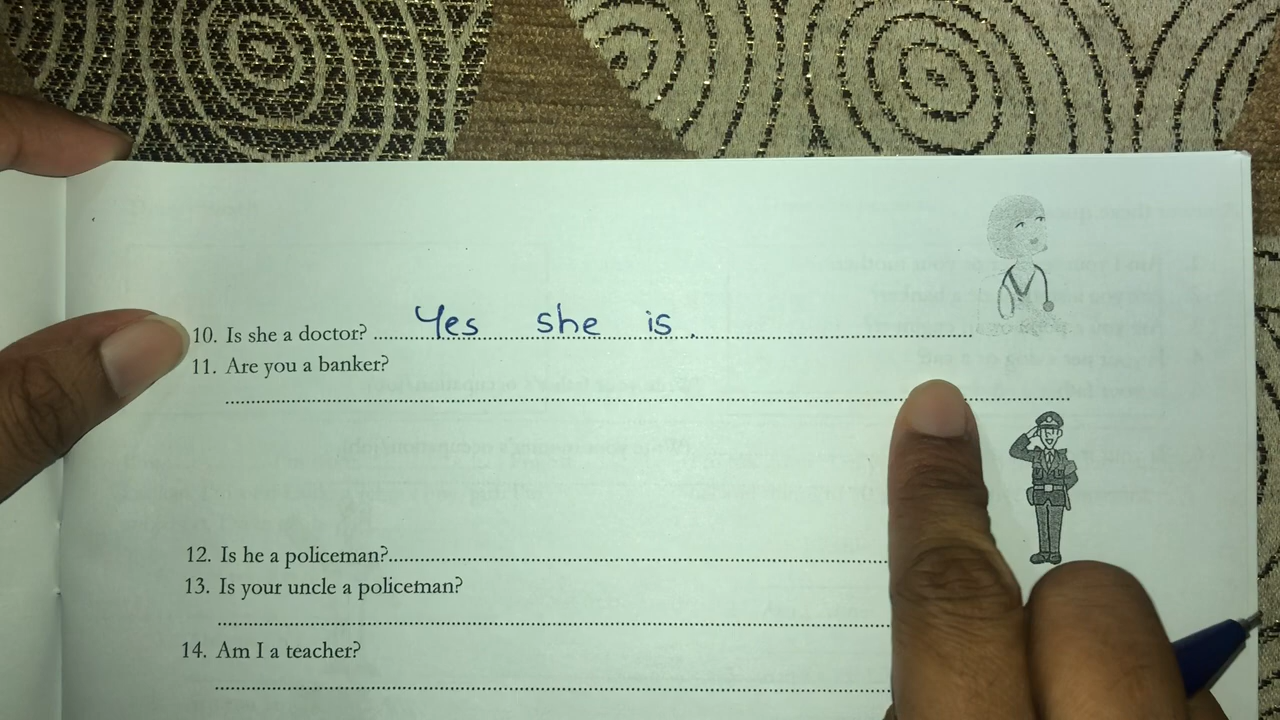 10. Is she a doctor? Yes she is.
11. Are you a banker?
12. Is he a policeman?
13. Is your uncle a policeman?
14. Am I a teacher?